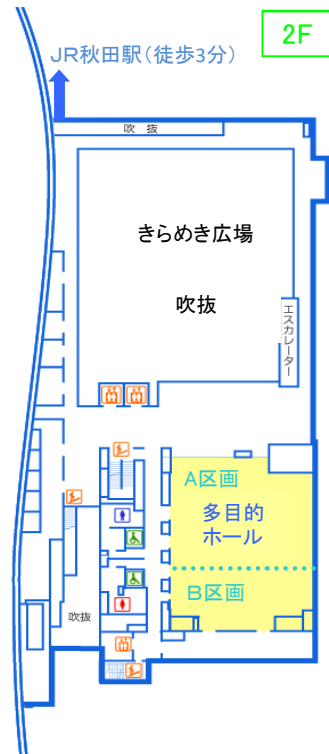 2F
JR秋田駅（徒歩3分）
吹 抜
きらめき広場
吹抜
エスカレーター
A区画
多目的
ホール
B区画
吹抜